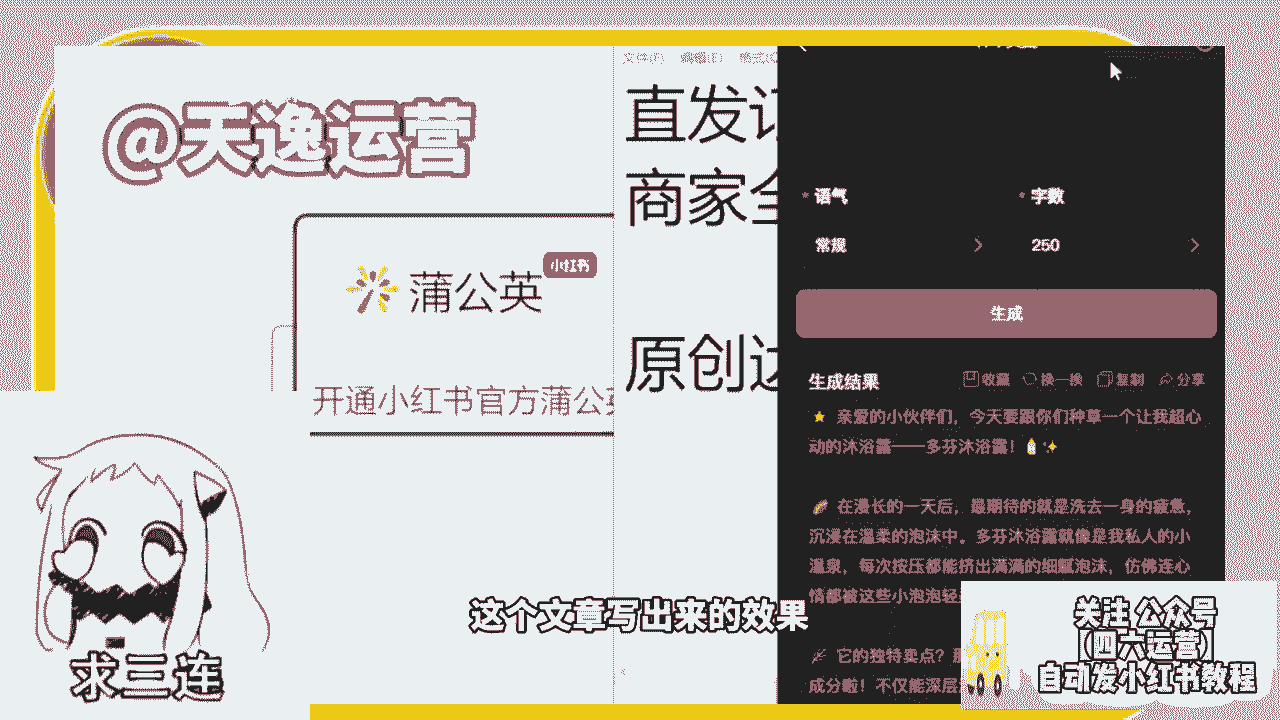 @天逸运营
蒲公英
小红书
开通小红书官方蒲公
文件(F) 编辑(E) 格式(
直发
商家全
原创达
* 语气
* 字数
常规
250
生成
生成结果
收藏 换一换 复制 分享
亲爱的小伙伴们，今天要跟你们种草一个让我超心
动的沐浴露——多芬沐浴露！
在漫长的一天后，最期待的就是洗去一身的疲惫，
沉浸在温柔的泡沫中。多芬沐浴露就像是我私人的小
温泉，每次按压都能挤出满满的细腻泡沫，仿佛连心
情都被这些小泡泡轻
它的独特卖点？
成分啦！不仅能深层
这个文章写出来的效果
求三连
关注 公众号
[四六运营]
自动发小红书教程